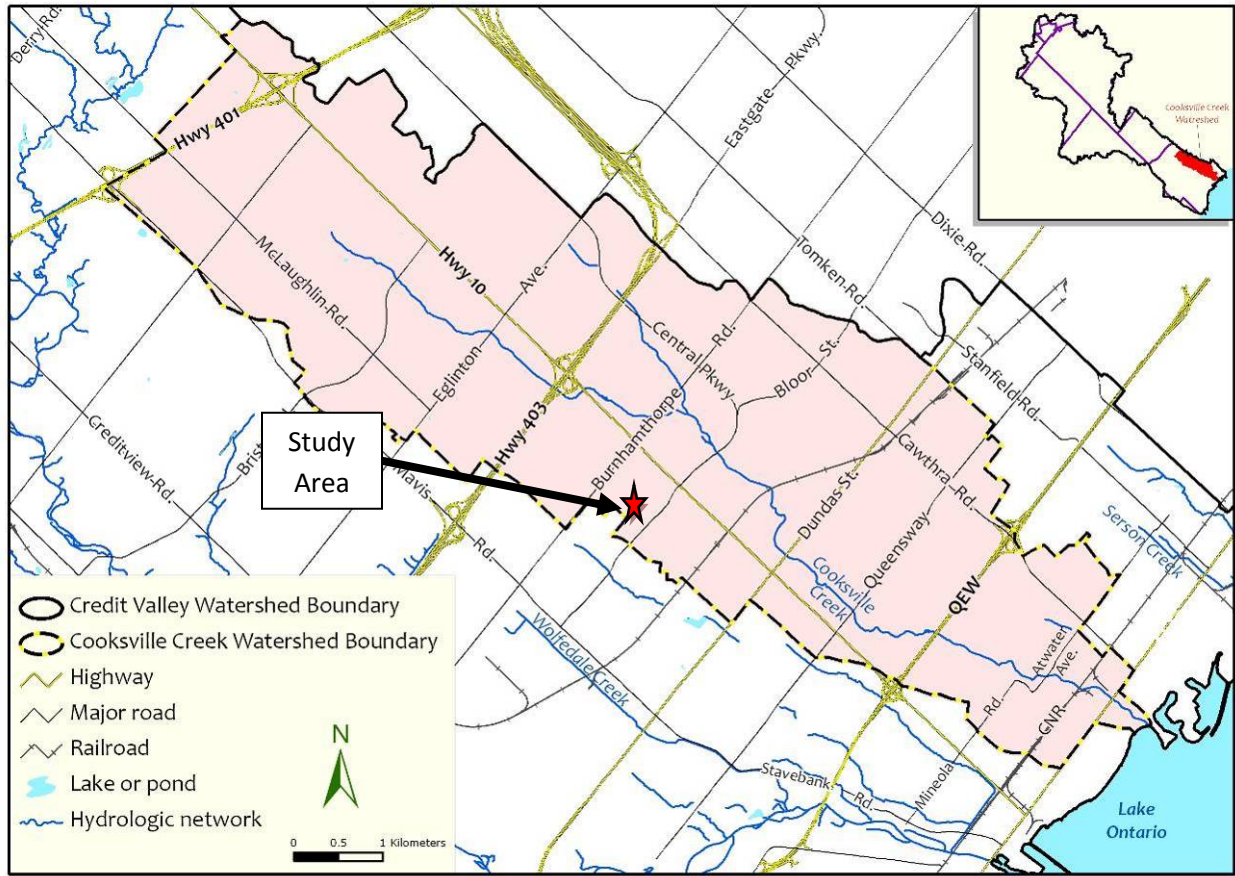 Derry Rd.
Hwy 401
Eastgate Pkwy
Cooksville Creek
Watreshed
Dixie Rd.
Tomken Rd.
McLaughlin Rd.
Hwy 10
Eglinton Ave.
Central Pkwy
Burnhamthorpe Rd.
Bloor St.
Stanfield Rd.
Creditview Rd.
Brist
Hwy 403
Mavis Rd.
Study
Area
Cawthra Rd.
Dundas St.
Queensway
Serson Creek
Cooksville
Creek
QEW
Atwater
Ave.
Wolfedale Creek
CNR
Mineola Rd.
Stavebank Rd.
Lake
Ontario
Credit Valley Watershed Boundary
Cooksville Creek Watershed Boundary
Highway
Major road
Railroad
Lake or pond
Hydrologic network
N
0 0.5 1 Kilometers